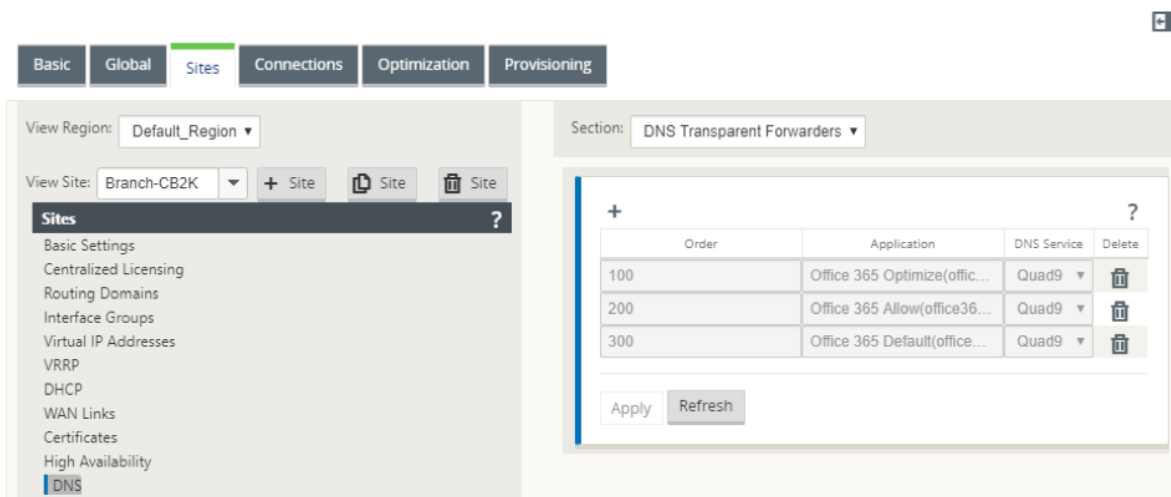 Basic Global Sites Connections Optimization Provisioning
View Region: Default_Region
Section: DNS Transparent Forwarders
View Site: Branch-CB2K + Site Site Site
Sites ?
Basic Settings
Centralized Licensing
Routing Domains
Interface Groups
Virtual IP Addresses
VRRP
DHCP
WAN Links
Certificates
High Availability
DNS
+ ?
Order Application DNS Service Delete
100 Office 365 Optimize(offic... Quad9
200 Office 365 Allow(office36... Quad9
300 Office 365 Default(office... Quad9
Apply Refresh